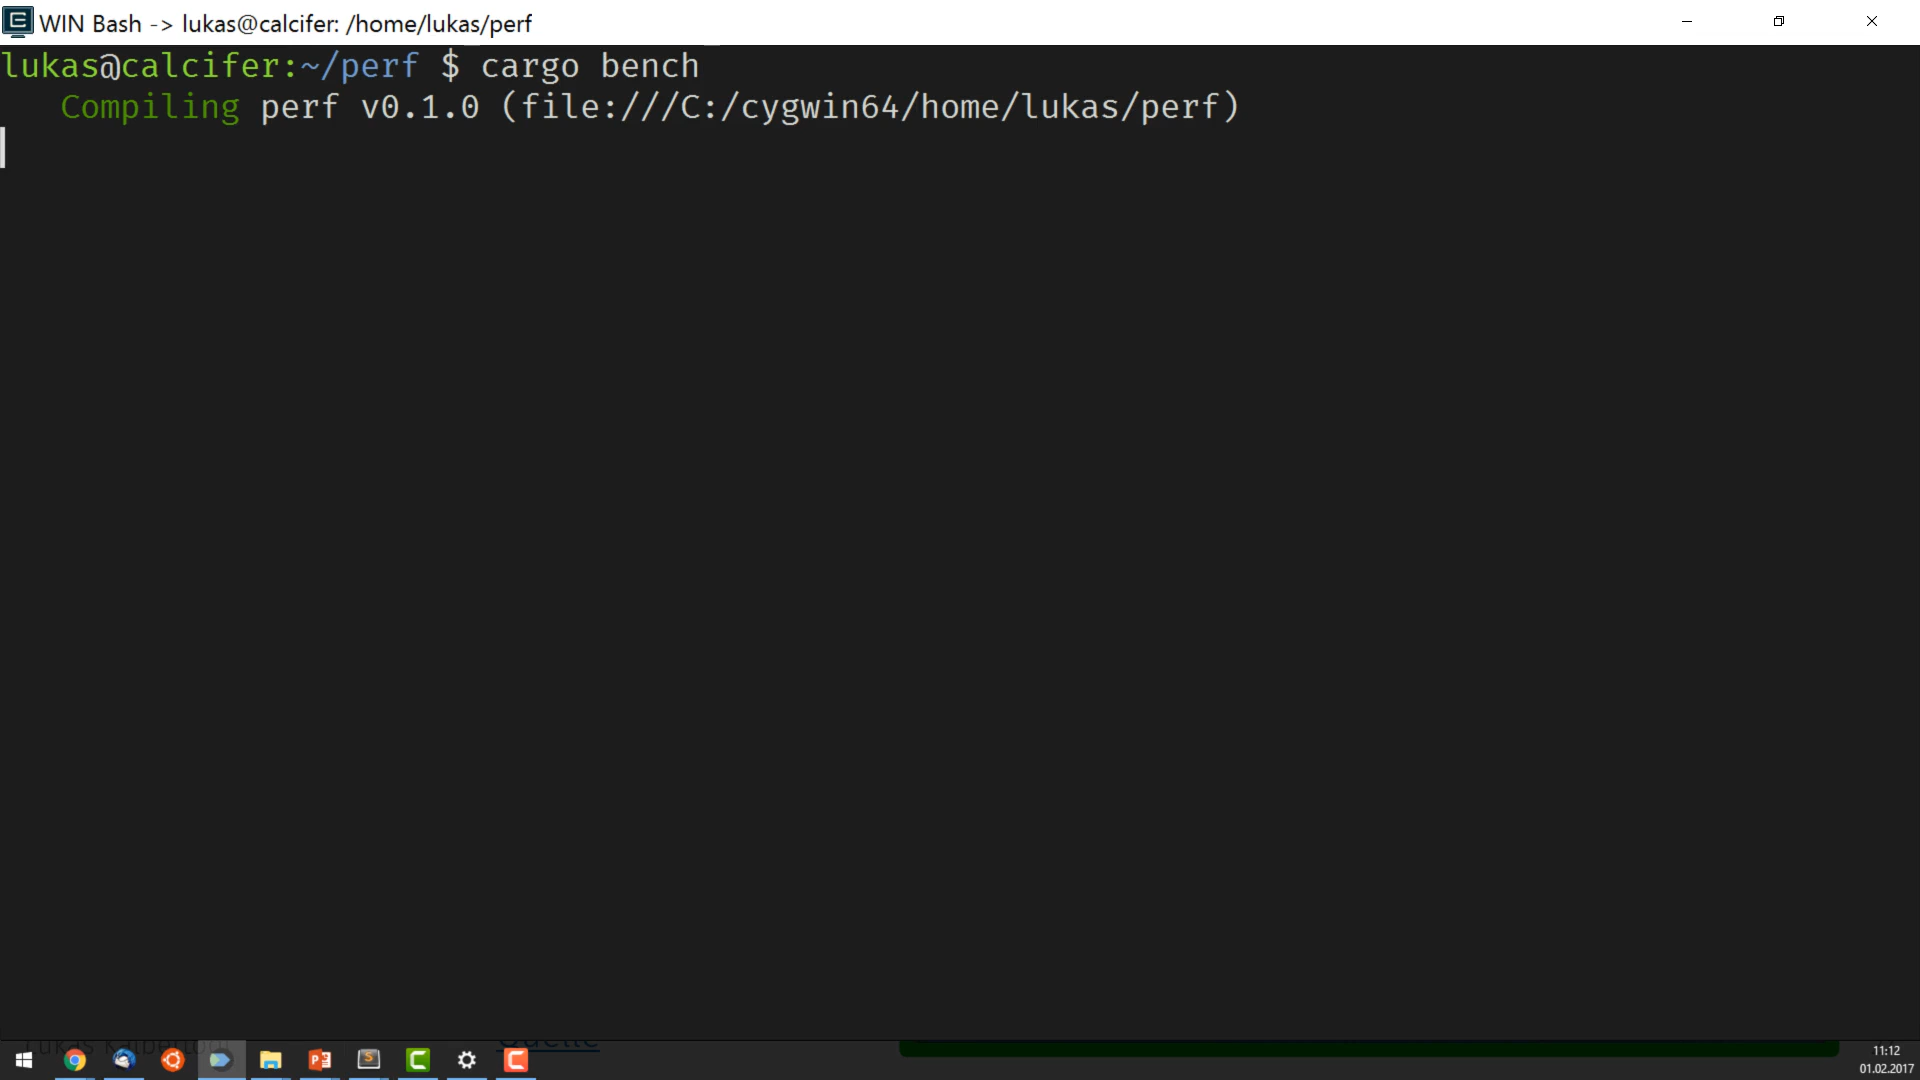 WIN Bash -> lukas@calcifer: /home/lukas/perf
lukas@calcifer:~/perf $ cargo bench
Compiling perf v0.1.0 (file:///C:/cygwin64/home/lukas/perf)
Quelle
11:12
01.02.2017